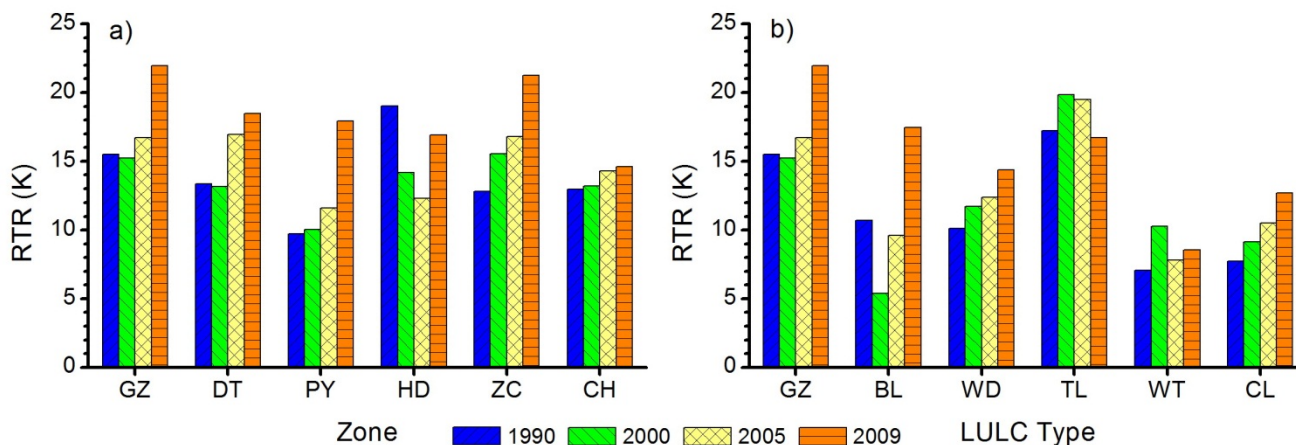 a)
RTR (K)
25
20
15
10
5
0
GZ DT PY HD ZC CH
Zone
b)
RTR (K)
25
20
15
10
5
0
GZ BL WD TL WT CL
LULC Type
1990 2000 2005 2009